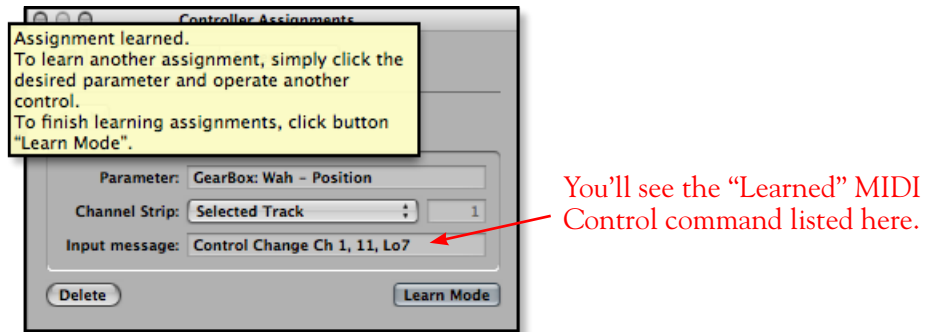 Controller Assignments
Assignment learned.
To learn another assignment, simply click the
desired parameter and operate another
control.
To finish learning assignments, click button
"Learn Mode".
Parameter: GearBox: Wah – Position
Channel Strip: Selected Track 1
Input message: Control Change Ch 1, 11, Lo7
Delete Learn Mode
You'll see the “Learned” MIDI
Control command listed here.